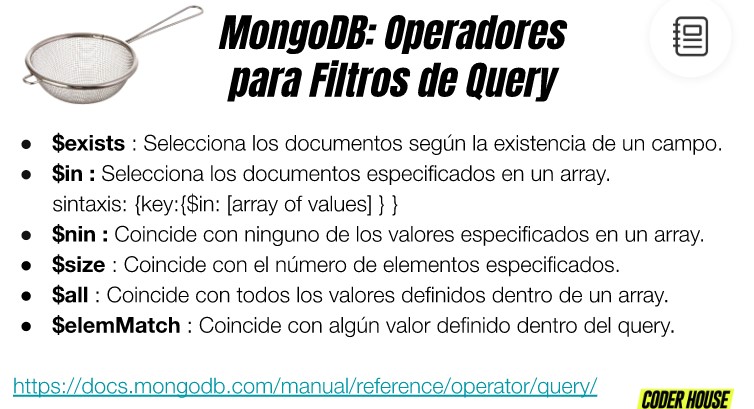 MongoDB: Operadores
para Filtros de Query
● $exists : Selecciona los documentos según la existencia de un campo.
● $in : Selecciona los documentos especificados en un array.
sintaxis: {key:{$in: [array of values] } }
● $nin : Coincide con ninguno de los valores especificados en un array.
● $size : Coincide con el número de elementos especificados.
● $all : Coincide con todos los valores definidos dentro de un array.
● $elemMatch : Coincide con algún valor definido dentro del query.
https://docs.mongodb.com/manual/reference/operator/query/
CODER HOUSE